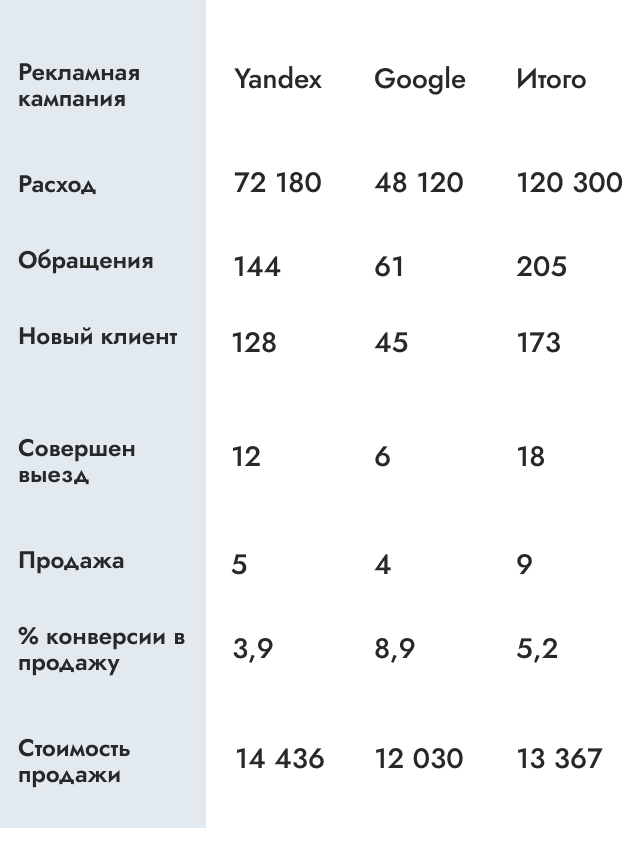 Рекламная кампания Yandex Google Итого
Расход 72 180 48 120 120 300
Обращения 144 61 205
Новый клиент 128 45 173
Совершен выезд 12 6 18
Продажа 5 4 9
% конверсии в продажу 3,9 8,9 5,2
Стоимость продажи 14 436 12 030 13 367